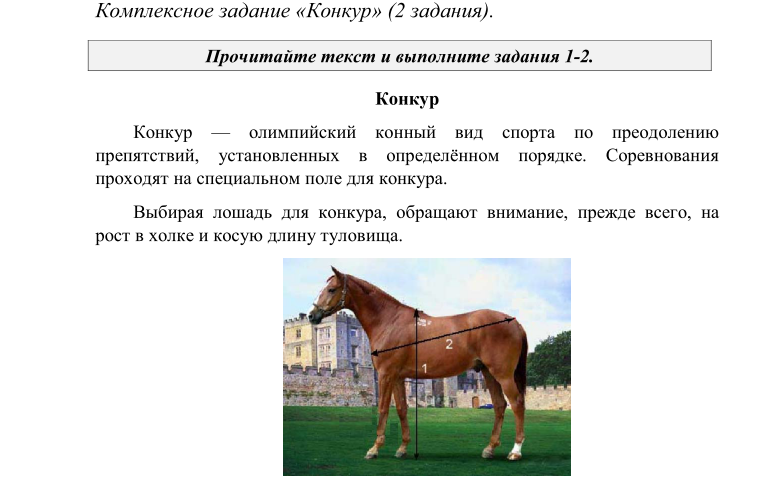 Комплексное задание «Конкур» (2 задания).
Прочитайте текст и выполните задания 1-2.
Конкур
Конкур — олимпийский конный вид спорта по преодолению
препятствий, установленных в определённом порядке. Соревнования
проходят на специальном поле для конкура.
Выбирая лошадь для конкура, обращают внимание, прежде всего, на
рост в холке и косую длину туловища.
2
1